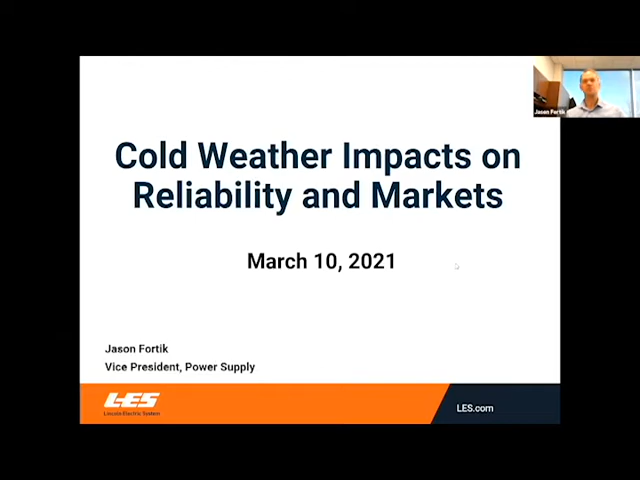 Jason Fortik
Cold Weather Impacts on
Reliability and Markets
March 10, 2021
Jason Fortik
Vice President, Power Supply
LES
Lincoln Electric System
LES.com